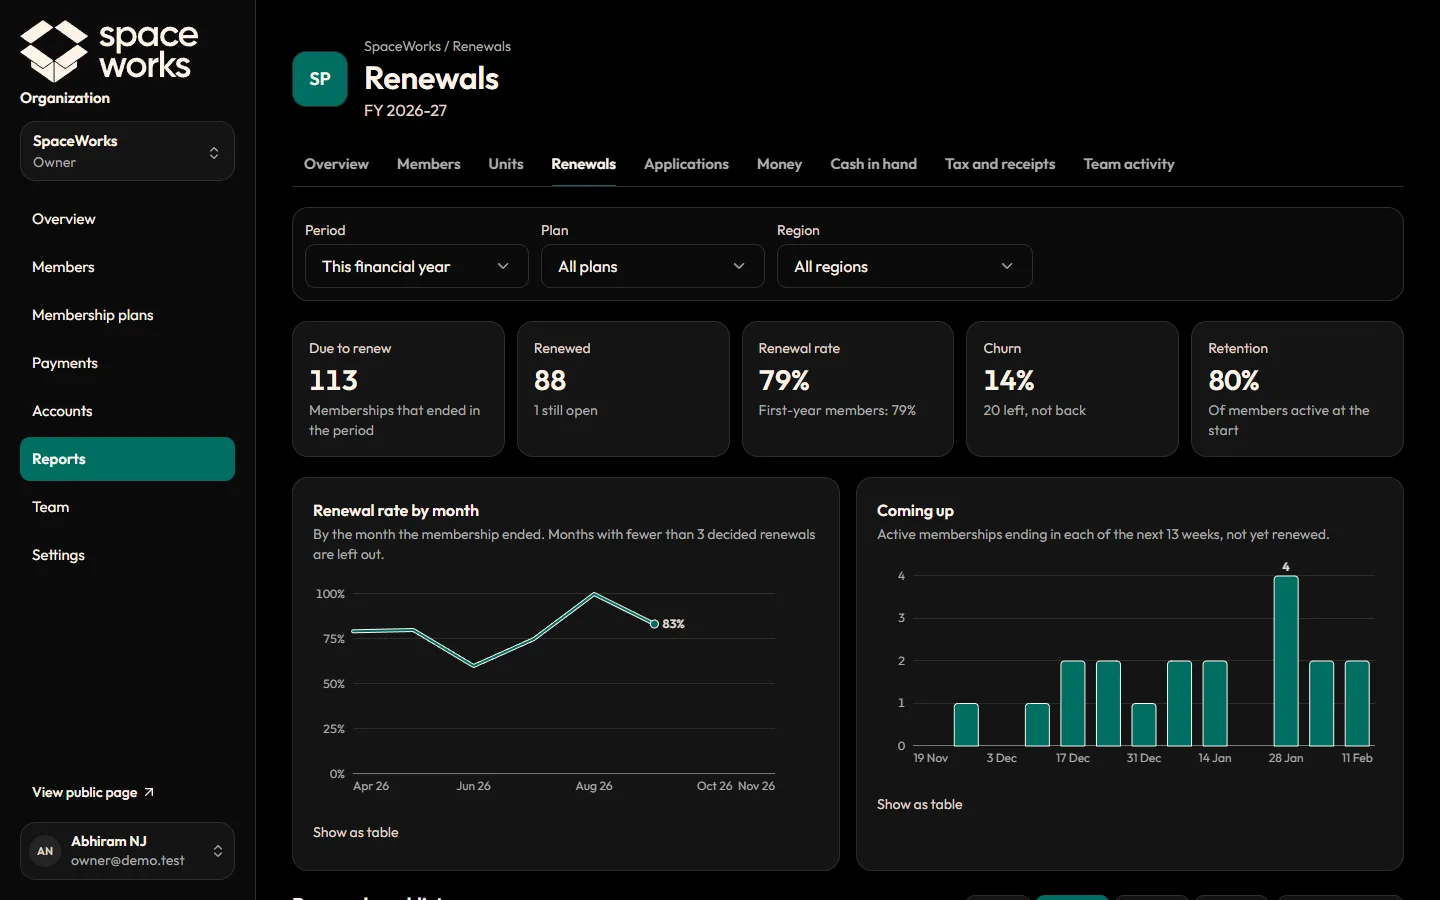 space
works
Organization
SpaceWorks
Owner
Overview
Members
Membership plans
Payments
Accounts
Reports
Team
Settings
View public page
AN
Abhiram NJ
owner@demo.test
SP
SpaceWorks / Renewals
Renewals
FY 2026-27
Overview Members Units Renewals Applications Money Cash in hand Tax and receipts Team activity
Period
This financial year
Plan
All plans
Region
All regions
Due to renew
113
Memberships that ended in
the period
Renewed
88
1 still open
Renewal rate
79%
First-year members: 79%
Churn
14%
20 left, not back
Retention
80%
Of members active at the
start
Renewal rate by month
By the month the membership ended. Months with fewer than 3 decided renewals
are left out.
100%
75%
50%
25%
0%
83%
Apr 26 Jun 26 Aug 26 Oct 26 Nov 26
Show as table
Coming up
Active memberships ending in each of the next 13 weeks, not yet renewed.
4
4
3
2
1
0
19 Nov 3 Dec 17 Dec 31 Dec 14 Jan 28 Jan 11 Feb
Show as table